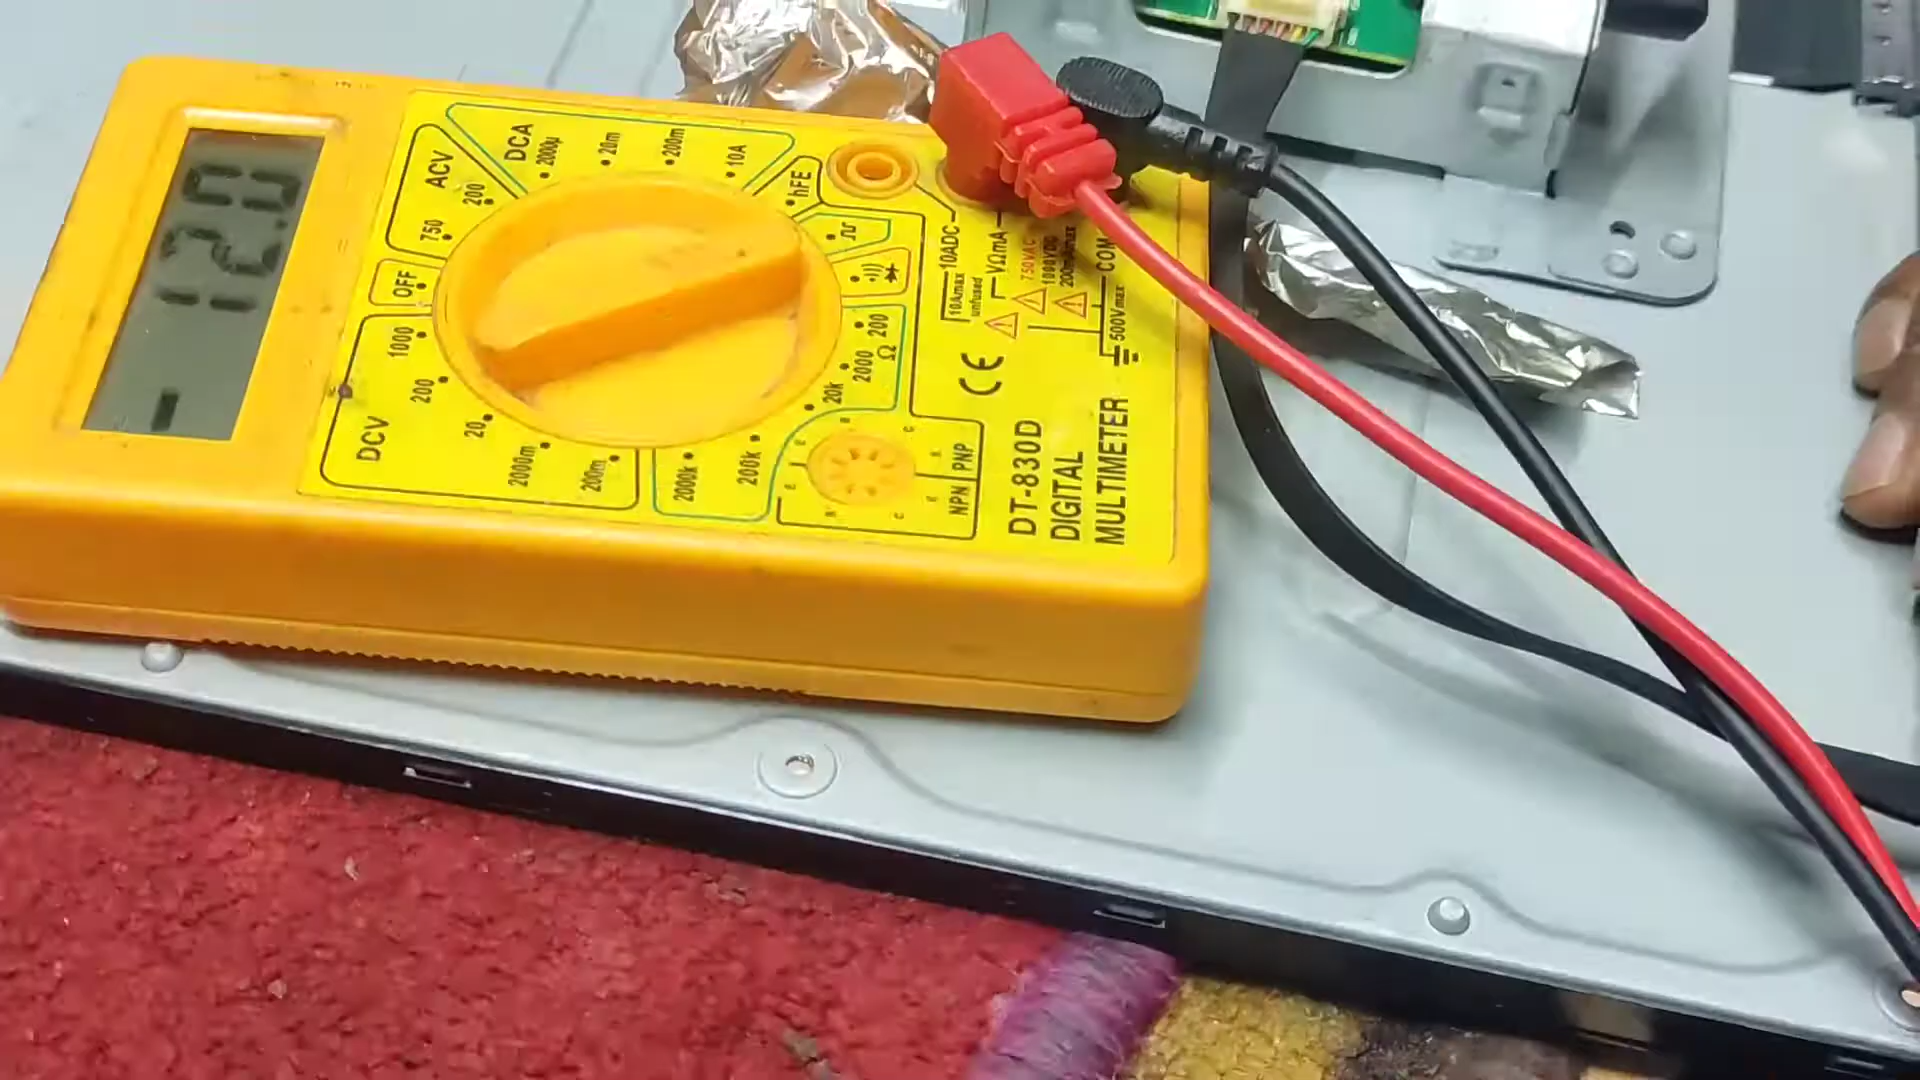 - 12.0
ACV
750
200
OFF
DCV
1000
200
20
2000m
200m
DCA
2000µ
20m
200m
10A
hFE
200
2000
Ω
20k
200k
2000k
10ADC
10Amax
unfused
VΩmA
750VAC
1000VDC
200mAmax
COM
500Vmax
CE
NPN
PNP
E
C
DT-830D
DIGITAL
MULTIMETER